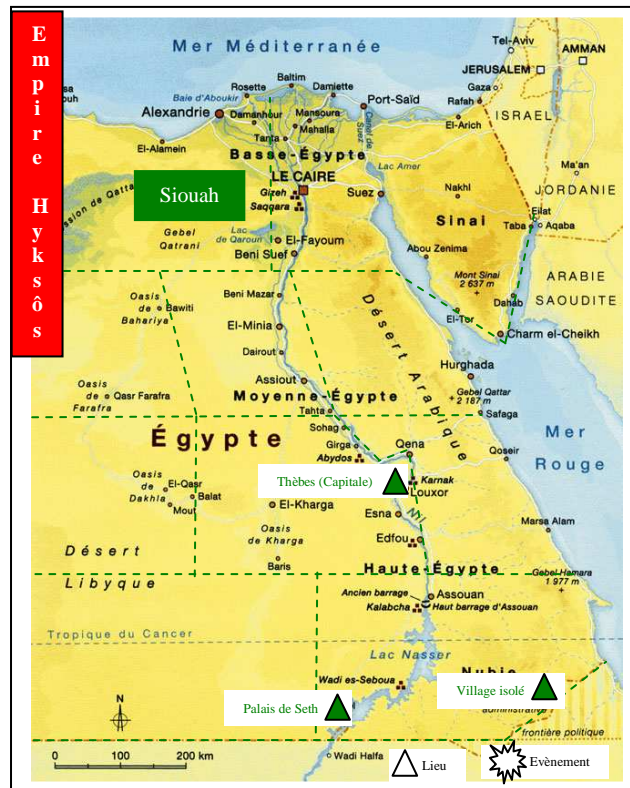 Empire Hyksôs
Mer Méditerranée
Tel-Aviv
AMMAN
JERUSALEM
Baltim
Rosette
Damiette
Gaza
Baie d'Aboukir
Port-Saïd
Rafah
Alexandrie
Damanhour
Mansoura
Mahalla
El-Arich
ISRAËL
Canal de Suez
Tanta
El-Alamein
Basse-Égypte
Lac Amer
Ma'an
Siouah
LE CAIRE
Gizeh
Saqqara
Suez
Nakhl
JORDANIE
Sinaï
Eilat
Taba
Aqaba
Gebel Qatrani
Lac de Qaroun
El-Fayoum
Beni Suef
Abou Zenima
ARABIE SAOUDITE
Mont Sinaï
2 637 m
Oasis de Bahariya
Bawiti
Beni Mazar
Dahab
El-Tor
Charm el-Cheikh
El-Minia
Désert Arabique
Dairout
Hurghada
Oasis de Farafra
Qasr Farafra
Assiout
Gebel Qattar
2 187 m
Moyenne-Égypte
Tahta
Safaga
Sohag
Égypte
Girga
Abydos
Qena
Qoseir
Mer Rouge
Thèbes (Capitale)
Karnak
Louxor
Oasis de Dakhla
El-Qasr
Balat
Mout
El-Kharga
Esna
Nil
Marsa Alam
Oasis de Kharga
Edfou
Baris
Désert Libyque
Haute-Égypte
Gebel Hamara
1 977 m
Ancien barrage
Assouan
Kalabcha
Haut barrage d'Assouan
Tropique du Cancer
Lac Nasser
Wadi es-Seboua
Nubie
Village isolé
Palais de Seth
administrative
frontière politique
N
0 100 200 km
Wadi Halfa
Lieu
Evènement